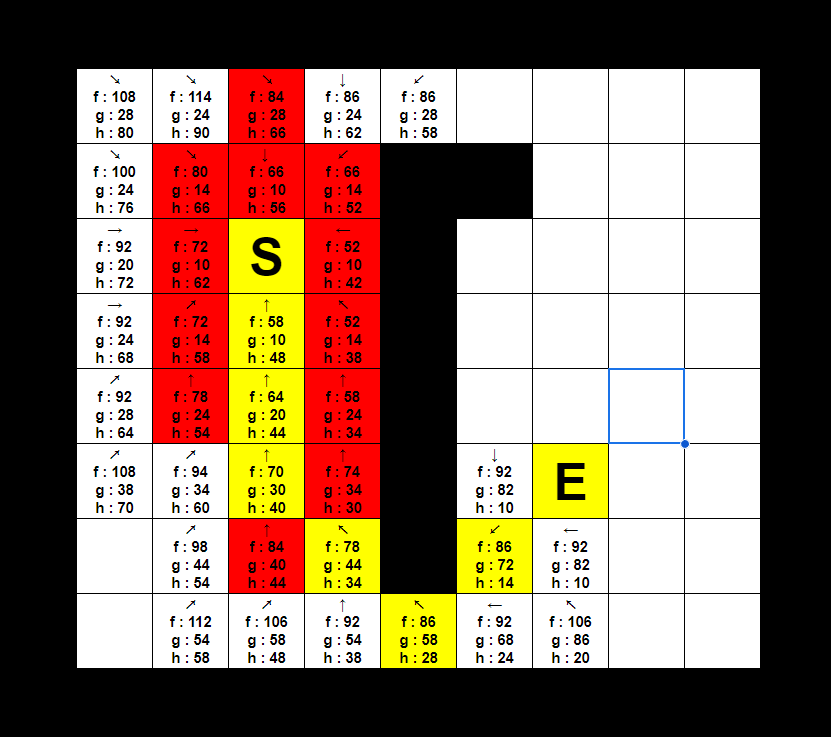 ↘ ↘ ↘ ↓ ↙
f : 108 f : 114 f : 84 f : 86 f : 86
g : 28 g : 24 g : 28 g : 24 g : 28
h : 80 h : 90 h : 66 h : 62 h : 58
↘ ↘ ↓ ↙
f : 100 f : 80 f : 66 f : 66
g : 24 g : 14 g : 10 g : 14
h : 76 h : 66 h : 56 h : 52
→ → ←
f : 92 f : 72 S f : 52
g : 20 g : 10 g : 10
h : 72 h : 62 h : 42
→ ↗ ↑ ↖
f : 92 f : 72 f : 58 f : 52
g : 24 g : 14 g : 10 g : 14
h : 68 h : 58 h : 48 h : 38
↗ ↑ ↑ ↑
f : 92 f : 78 f : 64 f : 58
g : 28 g : 24 g : 20 g : 24
h : 64 h : 54 h : 44 h : 34
↗ ↗ ↑ ↑ ↓
f : 108 f : 94 f : 70 f : 74 f : 92 E
g : 38 g : 34 g : 30 g : 34 g : 82
h : 70 h : 60 h : 40 h : 30 h : 10
↗ ↑ ↖ ↙ ←
f : 98 f : 84 f : 78 f : 86 f : 92
g : 44 g : 40 g : 44 g : 72 g : 82
h : 54 h : 44 h : 34 h : 14 h : 10
↗ ↗ ↑ ↖ ← ↖
f : 112 f : 106 f : 92 f : 86 f : 92 f : 106
g : 54 g : 58 g : 54 g : 58 g : 68 g : 86
h : 58 h : 48 h : 38 h : 28 h : 24 h : 20